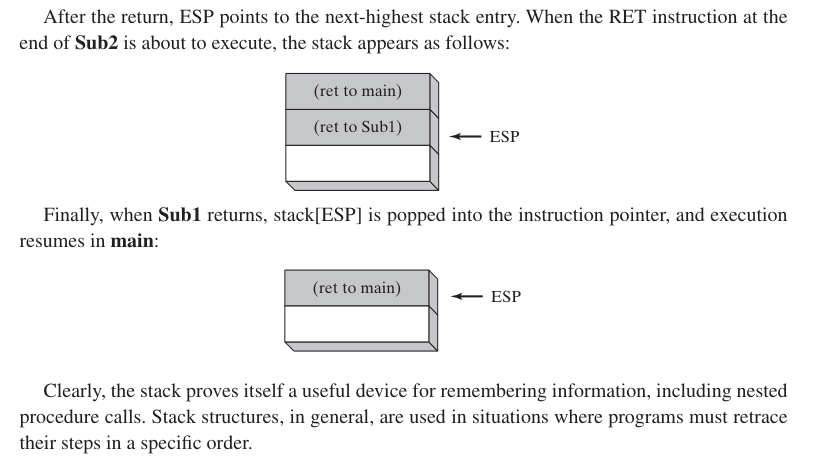 After the return, ESP points to the next-highest stack entry. When the RET instruction at the
end of Sub2 is about to execute, the stack appears as follows:
(ret to main)
(ret to Sub1)
ESP
Finally, when Sub1 returns, stack[ESP] is popped into the instruction pointer, and execution
resumes in main:
(ret to main)
ESP
Clearly, the stack proves itself a useful device for remembering information, including nested
procedure calls. Stack structures, in general, are used in situations where programs must retrace
their steps in a specific order.